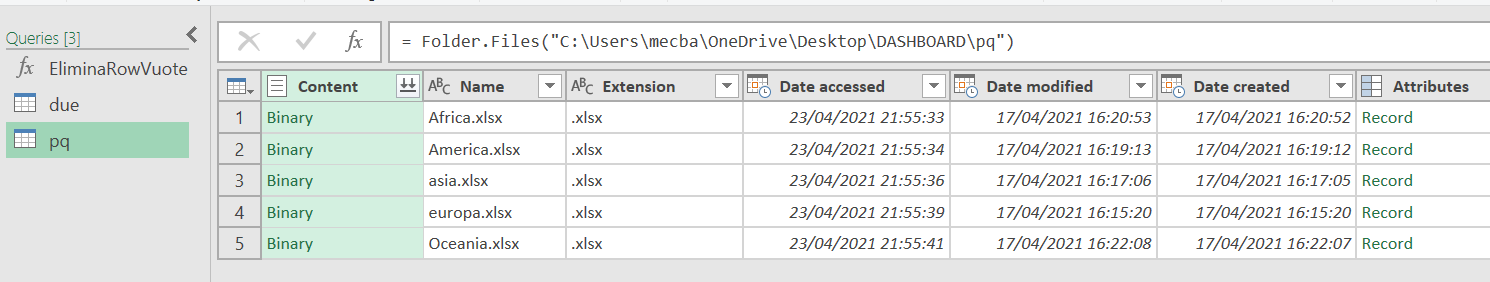 Queries [3]
fx EliminaRowVuote
due
pq
fx = Folder.Files("C:\Users\mecba\OneDrive\Desktop\DASHBOARD\pq")
Content ABC Name ABC Extension Date accessed Date modified Date created Attributes
1 Binary Africa.xlsx .xlsx 23/04/2021 21:55:33 17/04/2021 16:20:53 17/04/2021 16:20:52 Record
2 Binary America.xlsx .xlsx 23/04/2021 21:55:34 17/04/2021 16:19:13 17/04/2021 16:19:12 Record
3 Binary asia.xlsx .xlsx 23/04/2021 21:55:36 17/04/2021 16:17:06 17/04/2021 16:17:05 Record
4 Binary europa.xlsx .xlsx 23/04/2021 21:55:39 17/04/2021 16:15:20 17/04/2021 16:15:20 Record
5 Binary Oceania.xlsx .xlsx 23/04/2021 21:55:41 17/04/2021 16:22:08 17/04/2021 16:22:07 Record